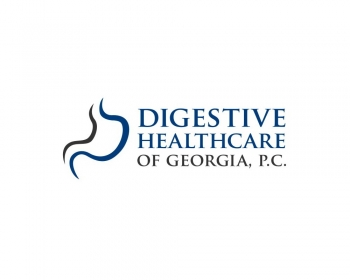 DIGESTIVE
HEALTHCARE
OF GEORGIA, P.C.